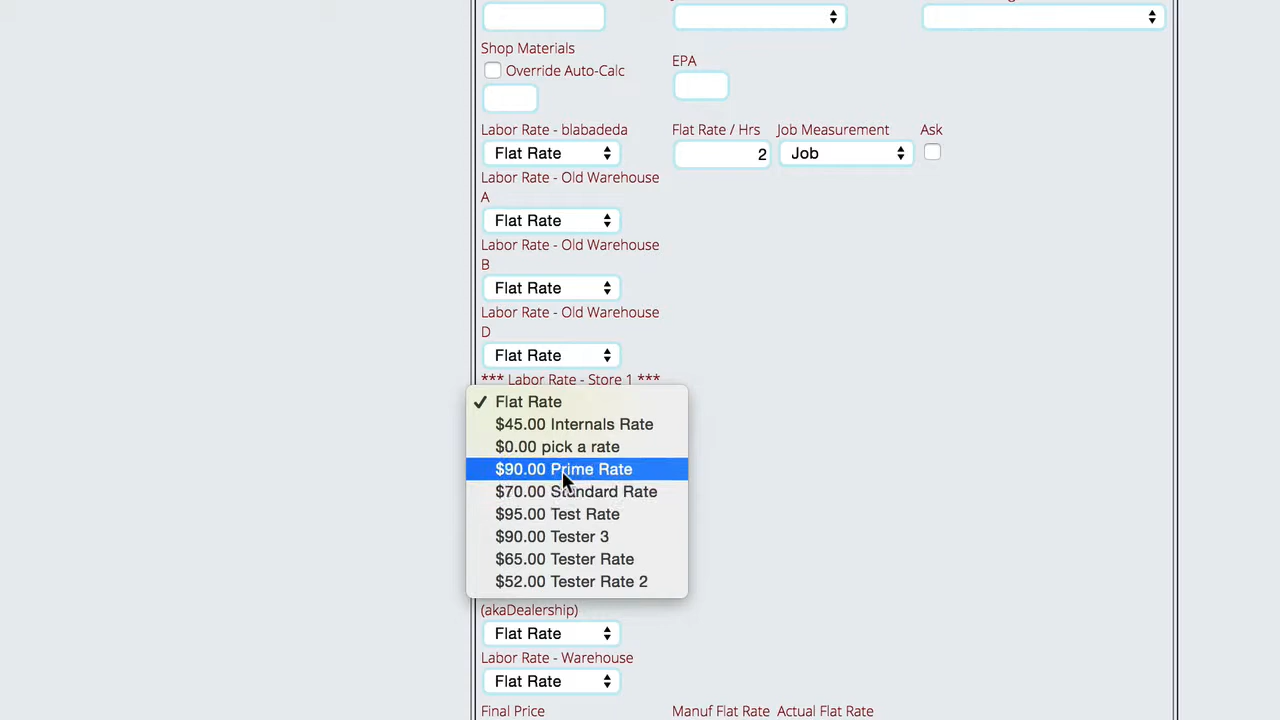 Shop Materials
Override Auto-Calc
EPA
Labor Rate - blabadeda
Flat Rate / Hrs
Job Measurement
Ask
Flat Rate
2
Job
Labor Rate - Old Warehouse
A
Flat Rate
Labor Rate - Old Warehouse
B
Flat Rate
Labor Rate - Old Warehouse
D
Flat Rate
*** Labor Rate - Store 1 ***
✓ Flat Rate
$45.00 Internals Rate
$0.00 pick a rate
$90.00 Prime Rate
$70.00 Standard Rate
$95.00 Test Rate
$90.00 Tester 3
$65.00 Tester Rate
$52.00 Tester Rate 2
(akaDealership)
Flat Rate
Labor Rate - Warehouse
Flat Rate
Final Price
Manuf Flat Rate
Actual Flat Rate